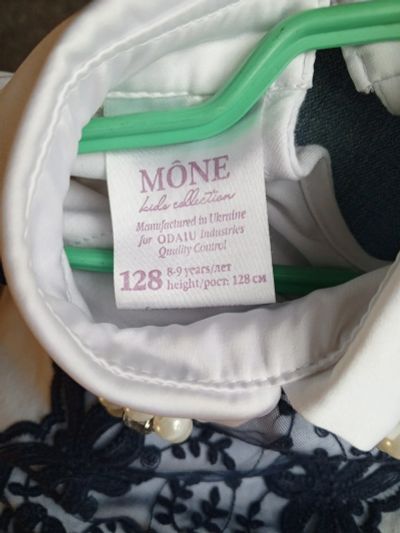 MÔNE
kids collection
Manufactured in Ukraine
for ODAIU Industries
Quality Control
128 8-9 years/лет
height/рост: 128 см